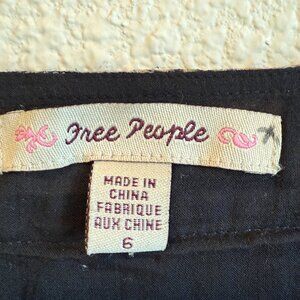 Free People
MADE IN
CHINA
FABRIQUE
AUX CHINE
6